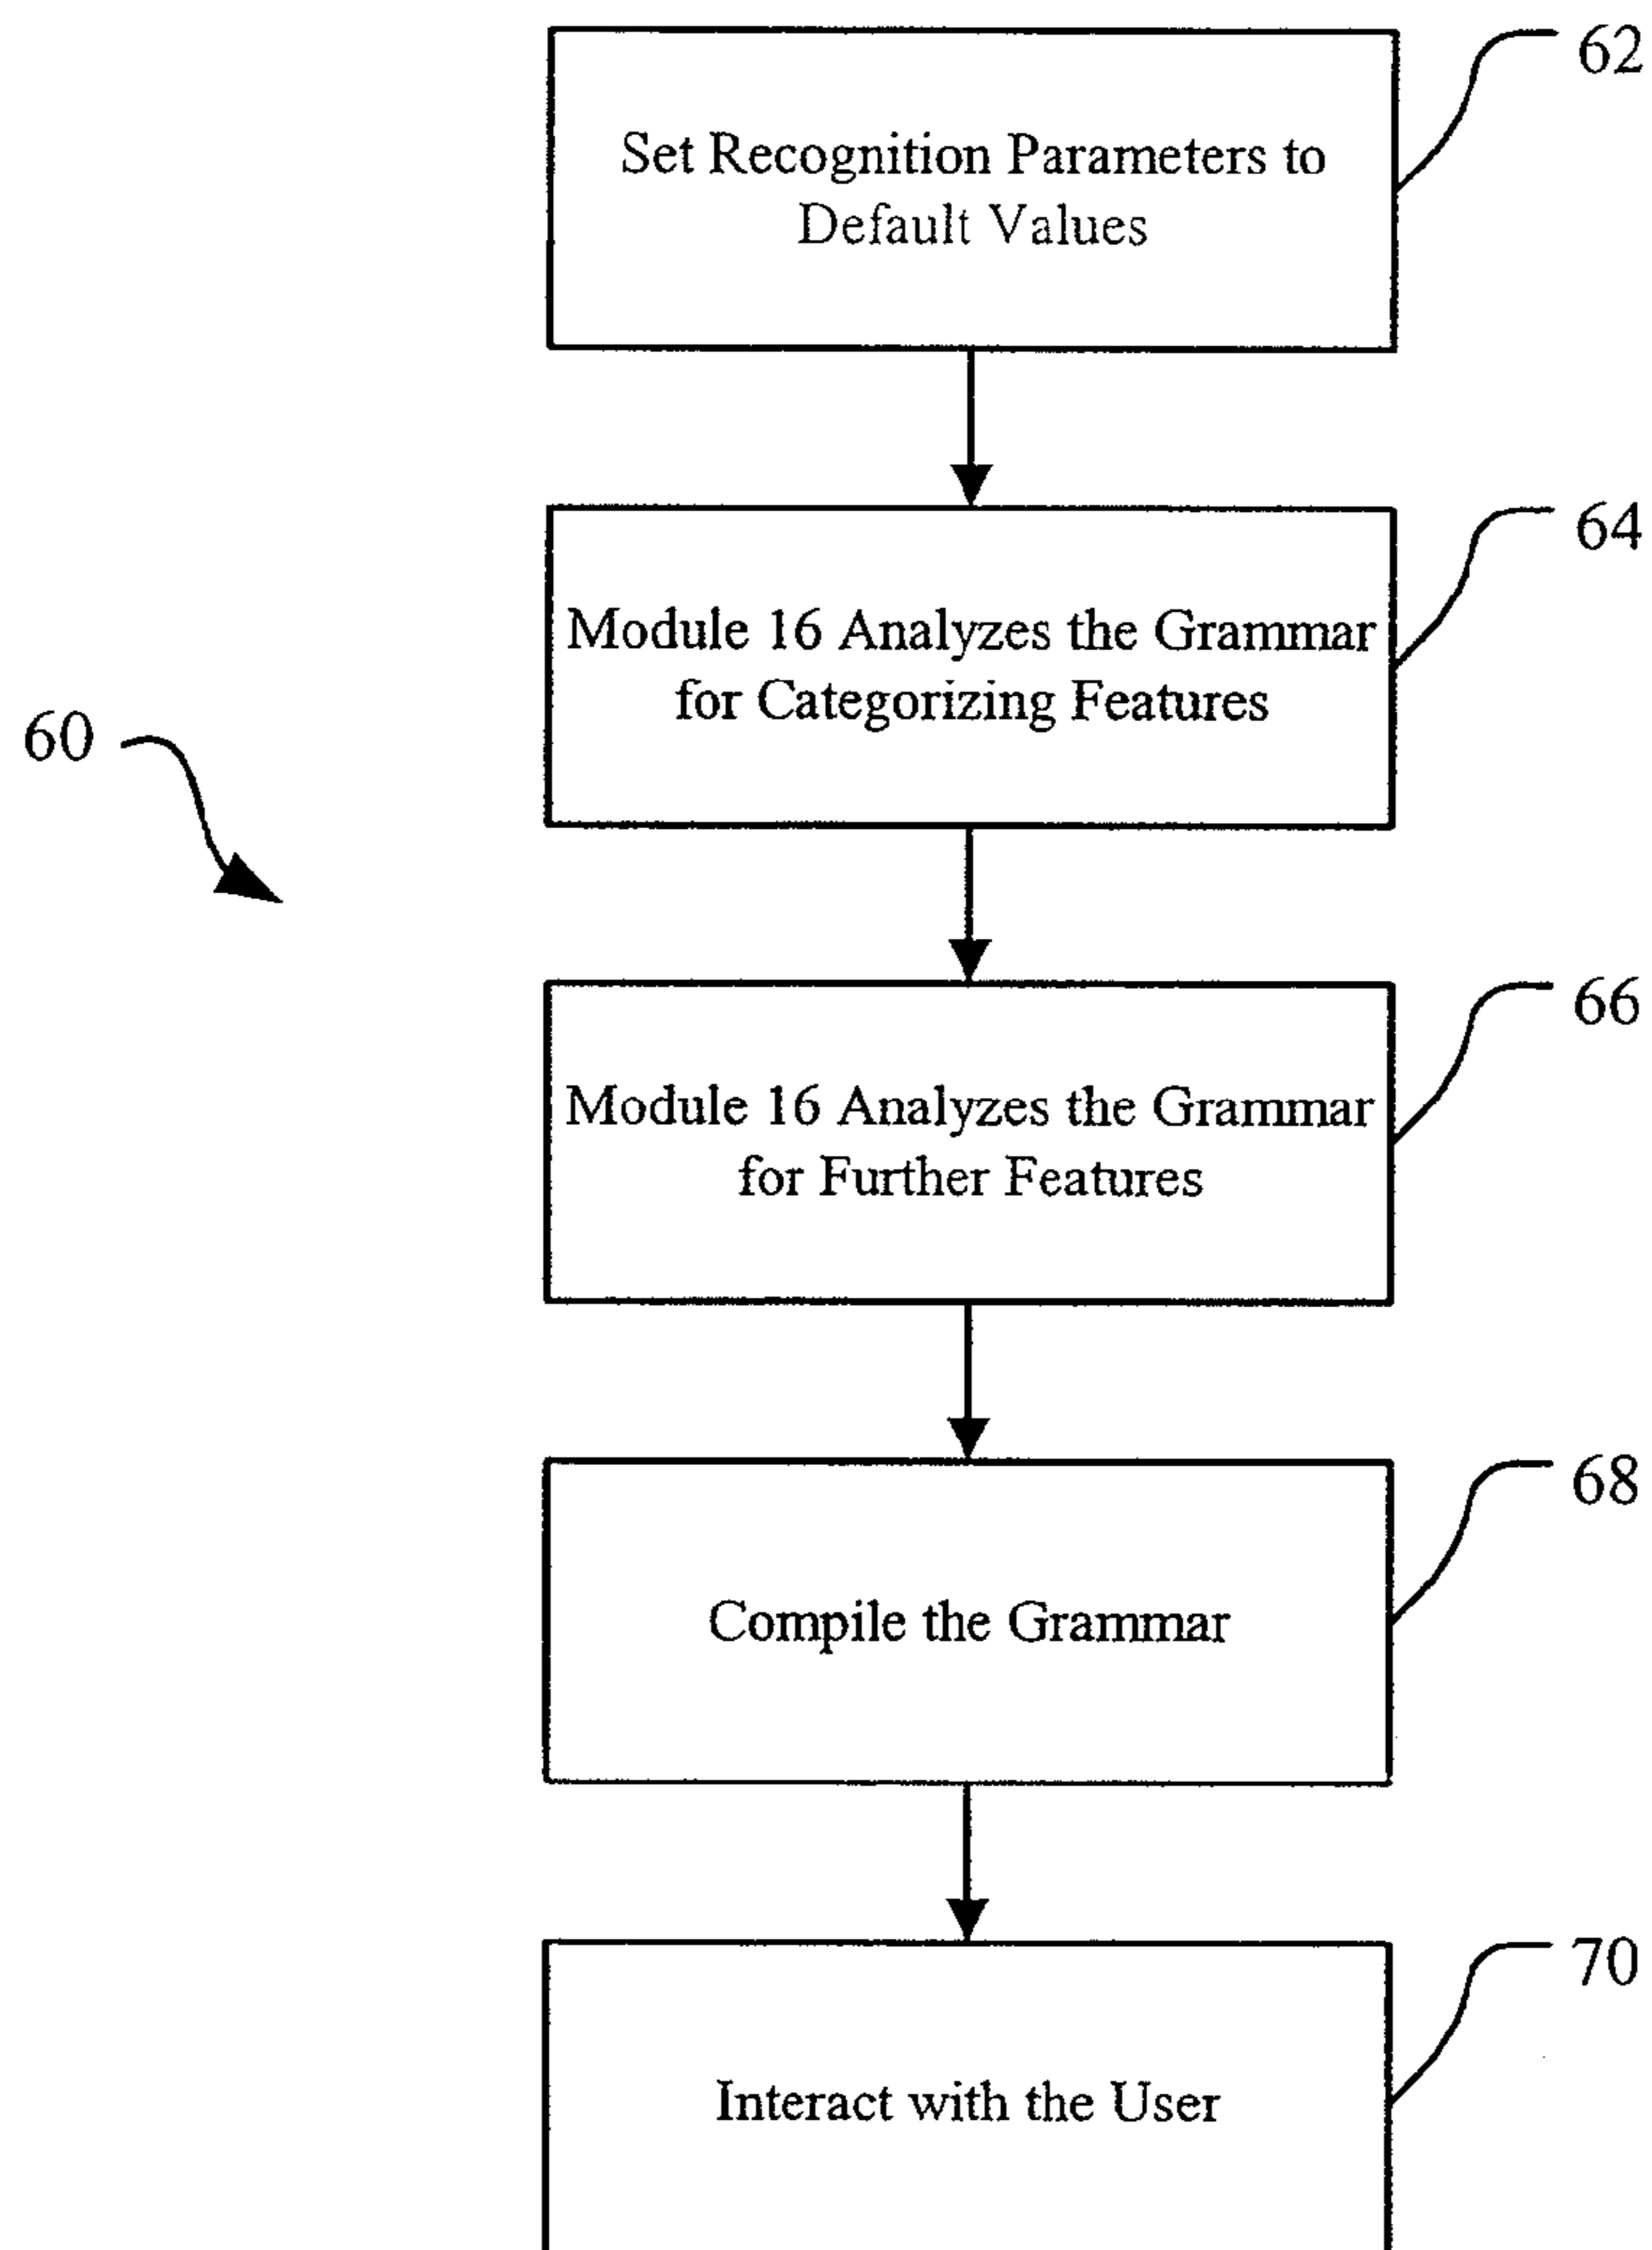 62
Set Recognition Parameters to
Default Values
64
Module 16 Analyzes the Grammar
for Categorizing Features
60
66
Module 16 Analyzes the Grammar
for Further Features
68
Compile the Grammar
70
Interact with the User